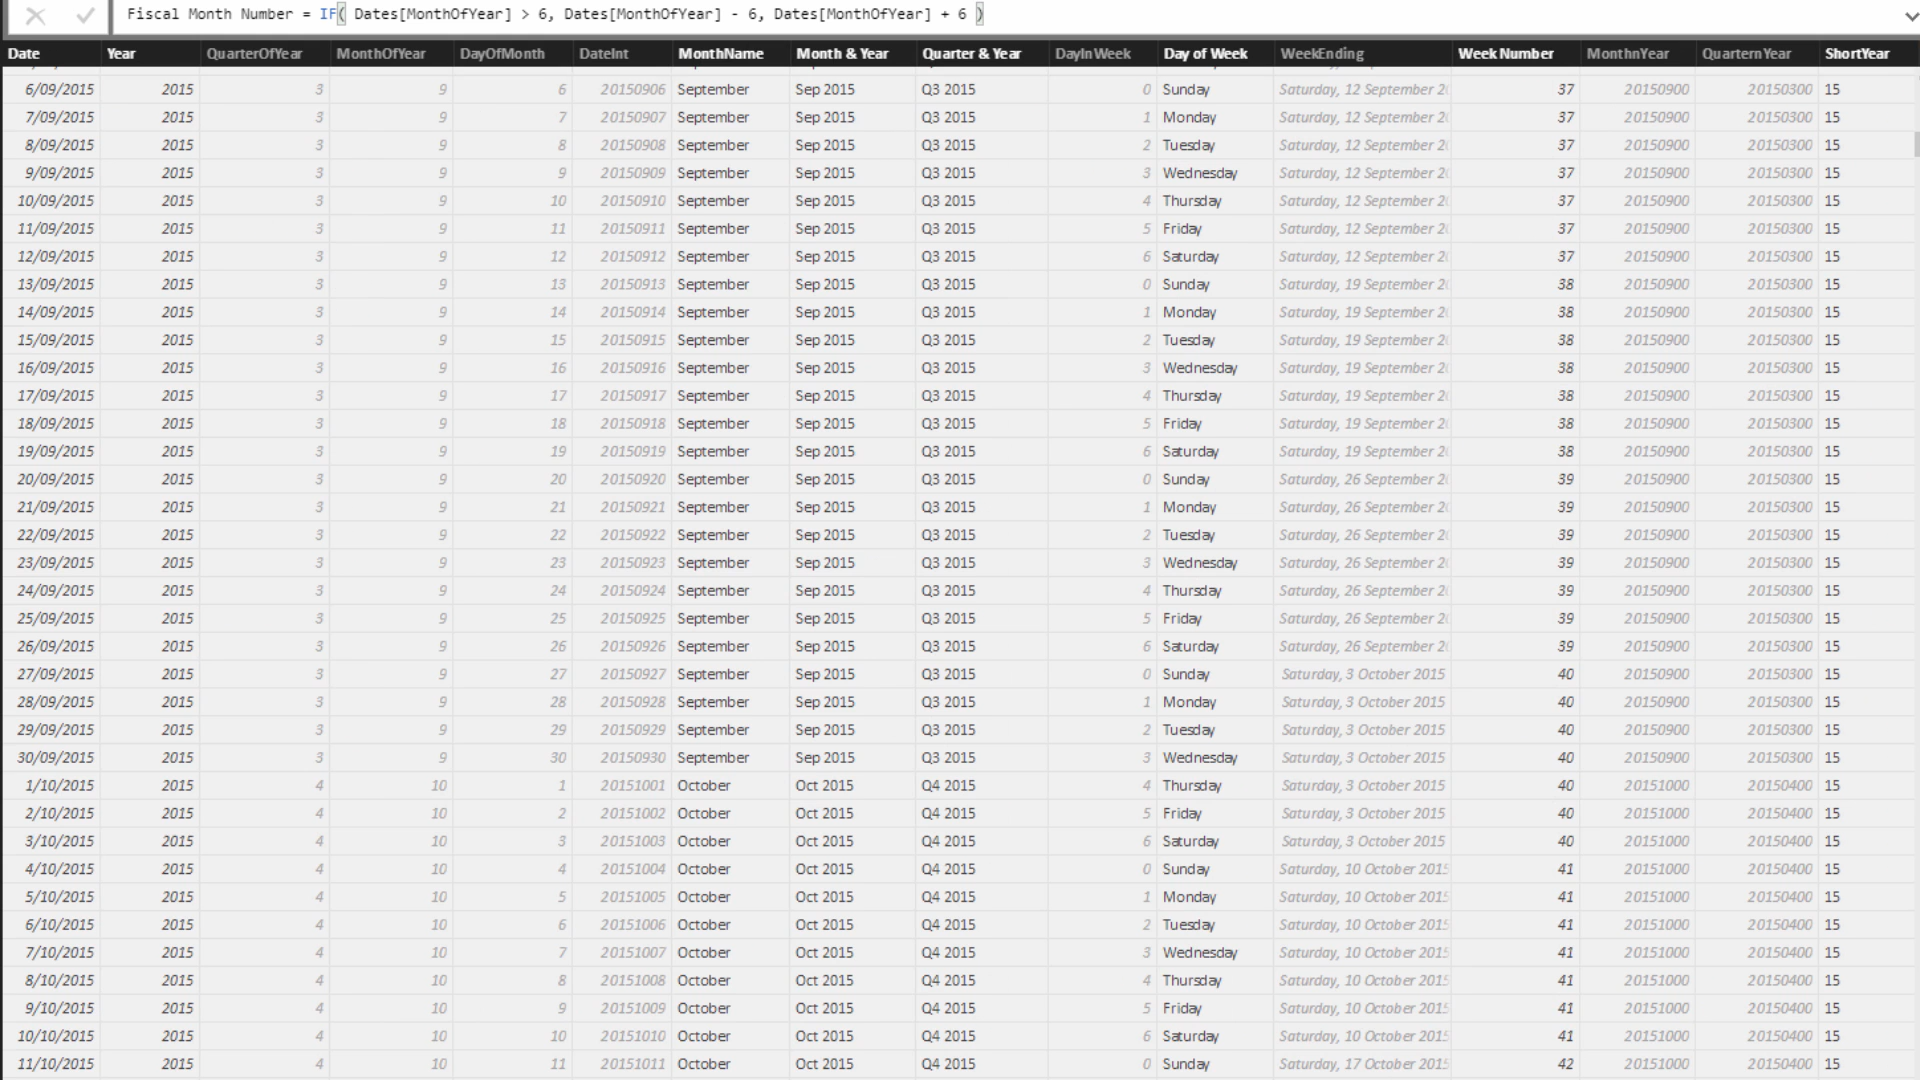 Fiscal Month Number = IF( Dates[MonthOfYear] > 6, Dates[MonthOfYear] - 6, Dates[MonthOfYear] + 6 )
Date Year QuarterOfYear MonthOfYear DayOfMonth DateInt MonthName Month & Year Quarter & Year DayInWeek Day of Week WeekEnding Week Number MonthnYear QuarternYear ShortYear
6/09/2015 2015 3 9 6 20150906 September Sep 2015 Q3 2015 0 Sunday Saturday, 12 September 37 20150900 20150300 15
7/09/2015 2015 3 9 7 20150907 September Sep 2015 Q3 2015 1 Monday Saturday, 12 September 37 20150900 20150300 15
8/09/2015 2015 3 9 8 20150908 September Sep 2015 Q3 2015 2 Tuesday Saturday, 12 September 37 20150900 20150300 15
9/09/2015 2015 3 9 9 20150909 September Sep 2015 Q3 2015 3 Wednesday Saturday, 12 September 37 20150900 20150300 15
10/09/2015 2015 3 9 10 20150910 September Sep 2015 Q3 2015 4 Thursday Saturday, 12 September 37 20150900 20150300 15
11/09/2015 2015 3 9 11 20150911 September Sep 2015 Q3 2015 5 Friday Saturday, 12 September 37 20150900 20150300 15
12/09/2015 2015 3 9 12 20150912 September Sep 2015 Q3 2015 6 Saturday Saturday, 12 September 37 20150900 20150300 15
13/09/2015 2015 3 9 13 20150913 September Sep 2015 Q3 2015 0 Sunday Saturday, 19 September 38 20150900 20150300 15
14/09/2015 2015 3 9 14 20150914 September Sep 2015 Q3 2015 1 Monday Saturday, 19 September 38 20150900 20150300 15
15/09/2015 2015 3 9 15 20150915 September Sep 2015 Q3 2015 2 Tuesday Saturday, 19 September 38 20150900 20150300 15
16/09/2015 2015 3 9 16 20150916 September Sep 2015 Q3 2015 3 Wednesday Saturday, 19 September 38 20150900 20150300 15
17/09/2015 2015 3 9 17 20150917 September Sep 2015 Q3 2015 4 Thursday Saturday, 19 September 38 20150900 20150300 15
18/09/2015 2015 3 9 18 20150918 September Sep 2015 Q3 2015 5 Friday Saturday, 19 September 38 20150900 20150300 15
19/09/2015 2015 3 9 19 20150919 September Sep 2015 Q3 2015 6 Saturday Saturday, 19 September 38 20150900 20150300 15
20/09/2015 2015 3 9 20 20150920 September Sep 2015 Q3 2015 0 Sunday Saturday, 26 September 39 20150900 20150300 15
21/09/2015 2015 3 9 21 20150921 September Sep 2015 Q3 2015 1 Monday Saturday, 26 September 39 20150900 20150300 15
22/09/2015 2015 3 9 22 20150922 September Sep 2015 Q3 2015 2 Tuesday Saturday, 26 September 39 20150900 20150300 15
23/09/2015 2015 3 9 23 20150923 September Sep 2015 Q3 2015 3 Wednesday Saturday, 26 September 39 20150900 20150300 15
24/09/2015 2015 3 9 24 20150924 September Sep 2015 Q3 2015 4 Thursday Saturday, 26 September 39 20150900 20150300 15
25/09/2015 2015 3 9 25 20150925 September Sep 2015 Q3 2015 5 Friday Saturday, 26 September 39 20150900 20150300 15
26/09/2015 2015 3 9 26 20150926 September Sep 2015 Q3 2015 6 Saturday Saturday, 26 September 39 20150900 20150300 15
27/09/2015 2015 3 9 27 20150927 September Sep 2015 Q3 2015 0 Sunday Saturday, 3 October 2015 40 20150900 20150300 15
28/09/2015 2015 3 9 28 20150928 September Sep 2015 Q3 2015 1 Monday Saturday, 3 October 2015 40 20150900 20150300 15
29/09/2015 2015 3 9 29 20150929 September Sep 2015 Q3 2015 2 Tuesday Saturday, 3 October 2015 40 20150900 20150300 15
30/09/2015 2015 3 9 30 20150930 September Sep 2015 Q3 2015 3 Wednesday Saturday, 3 October 2015 40 20150900 20150300 15
1/10/2015 2015 4 10 1 20151001 October Oct 2015 Q4 2015 4 Thursday Saturday, 3 October 2015 40 20151000 20150400 15
2/10/2015 2015 4 10 2 20151002 October Oct 2015 Q4 2015 5 Friday Saturday, 3 October 2015 40 20151000 20150400 15
3/10/2015 2015 4 10 3 20151003 October Oct 2015 Q4 2015 6 Saturday Saturday, 3 October 2015 40 20151000 20150400 15
4/10/2015 2015 4 10 4 20151004 October Oct 2015 Q4 2015 0 Sunday Saturday, 10 October 2015 41 20151000 20150400 15
5/10/2015 2015 4 10 5 20151005 October Oct 2015 Q4 2015 1 Monday Saturday, 10 October 2015 41 20151000 20150400 15
6/10/2015 2015 4 10 6 20151006 October Oct 2015 Q4 2015 2 Tuesday Saturday, 10 October 2015 41 20151000 20150400 15
7/10/2015 2015 4 10 7 20151007 October Oct 2015 Q4 2015 3 Wednesday Saturday, 10 October 2015 41 20151000 20150400 15
8/10/2015 2015 4 10 8 20151008 October Oct 2015 Q4 2015 4 Thursday Saturday, 10 October 2015 41 20151000 20150400 15
9/10/2015 2015 4 10 9 20151009 October Oct 2015 Q4 2015 5 Friday Saturday, 10 October 2015 41 20151000 20150400 15
10/10/2015 2015 4 10 10 20151010 October Oct 2015 Q4 2015 6 Saturday Saturday, 10 October 2015 41 20151000 20150400 15
11/10/2015 2015 4 10 11 20151011 October Oct 2015 Q4 2015 0 Sunday Saturday, 17 October 2015 42 20151000 20150400 15